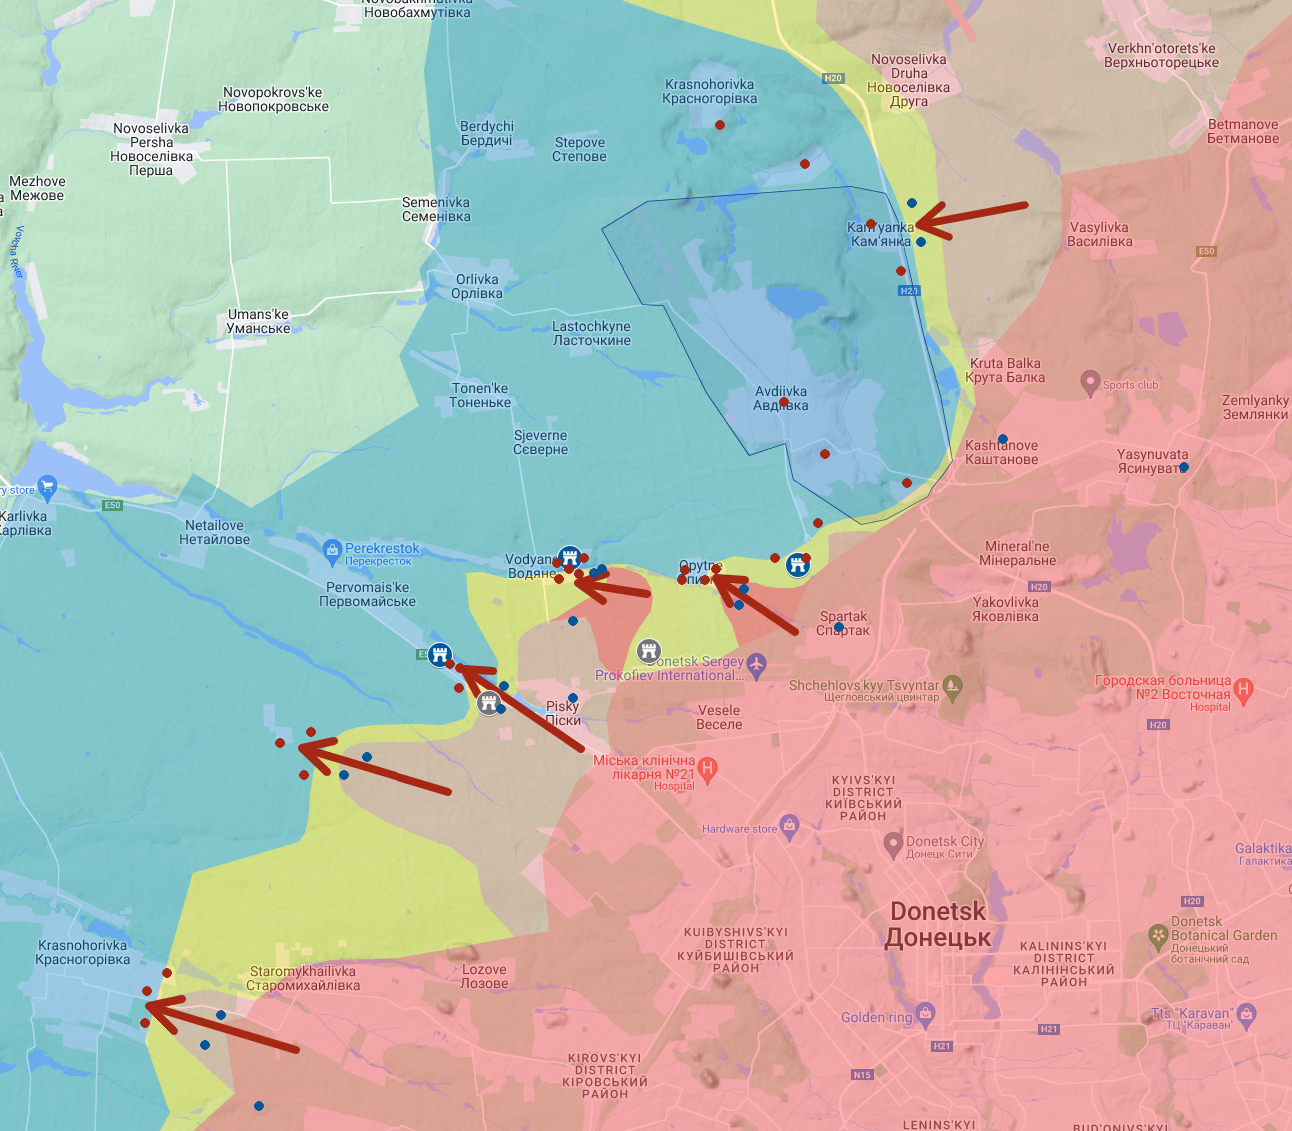 Novobakhmutivka
Новобахмутівка
Verkhn'otorets'ke
Верхньоторецьке
Novoselivka
Druha
Новоселівка
Друга
H20
Krasnohorivka
Красногорівка
Novopokrovs'ke
Новопокровське
Novoselivka
Persha
Новоселівка
Перша
Berdychi
Бердичі
Stepove
Степове
Betmanove
Бетманове
Mezhove
Межове
Semenivka
Семенівка
Kam'yanka
Кам'янка
Vasylivka
Василівка
E50
Volcha River
Orlivka
Орлівка
H20
Umans'ke
Уманське
Lastochkyne
Ласточкине
Kruta Balka
Крута Балка
Sports club
Tonen'ke
Тоненьке
Avdiivka
Авдіївка
Zemlyanky
Землянки
Sjeverne
Сєверне
Kashtanove
Каштанове
Yasynuvata
Ясинувата
ry store
E50
Karlivka
Карлівка
Netailove
Нетайлове
Perekrestok
Перекресток
Vodyane
Водяне
Opytne
Mineral'ne
Мінеральне
Pervomais'ke
Первомайське
Spartak
Спартак
Yakovlivka
Яковлівка
Donetsk Sergey
Prokofiev International...
Shchehlovs'kyy Tsvyntar
Щегловський цвинтар
Городская больница
№2 Восточная
Hospital
Pisky
Піски
Vesele
Веселе
H20
Міська клінічна
лікарня №21
Hospital
KYIVS'KYI
DISTRICT
КИЇВСЬКИЙ
РАЙОН
Hardware store
Donetsk City
Донецк Сити
Galaktika
Галактика
H20
Donetsk
Донецьк
Donetsk
Botanical Garden
Донецький
ботанічний сад
KUIBYSHIVS'KYI
DISTRICT
КУЙБИШІВСЬКИЙ
РАЙОН
KALININS'KYI
DISTRICT
КАЛІНІНСЬКИЙ
РАЙОН
Krasnohorivka
Красногорівка
Staromykhailivka
Старомихайлівка
Lozove
Лозове
Golden ring
Tts "Karavan"
ТЦ "Караван"
H21
H21
KIROVS'KYI
DISTRICT
КІРОВСЬКИЙ
РАЙОН
N15
LENINS'KYI
BUD'ONIVS'KYI